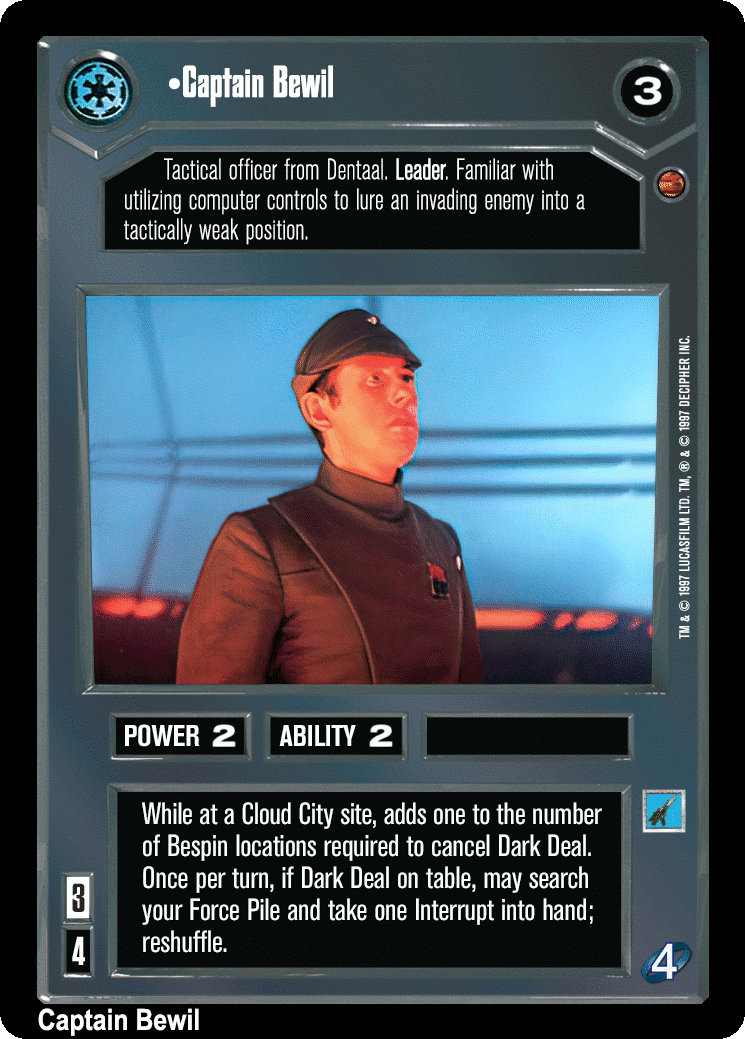 •Captain Bewil
3
Tactical officer from Dentaal. Leader. Familiar with
utilizing computer controls to lure an invading enemy into a
tactically weak position.
TM & © 1997 LUCASFILM LTD. TM, ® & © 1997 DECIPHER INC.
POWER 2
ABILITY 2
While at a Cloud City site, adds one to the number
of Bespin locations required to cancel Dark Deal.
Once per turn, if Dark Deal on table, may search
your Force Pile and take one Interrupt into hand;
reshuffle.
3
4
4
Captain Bewil